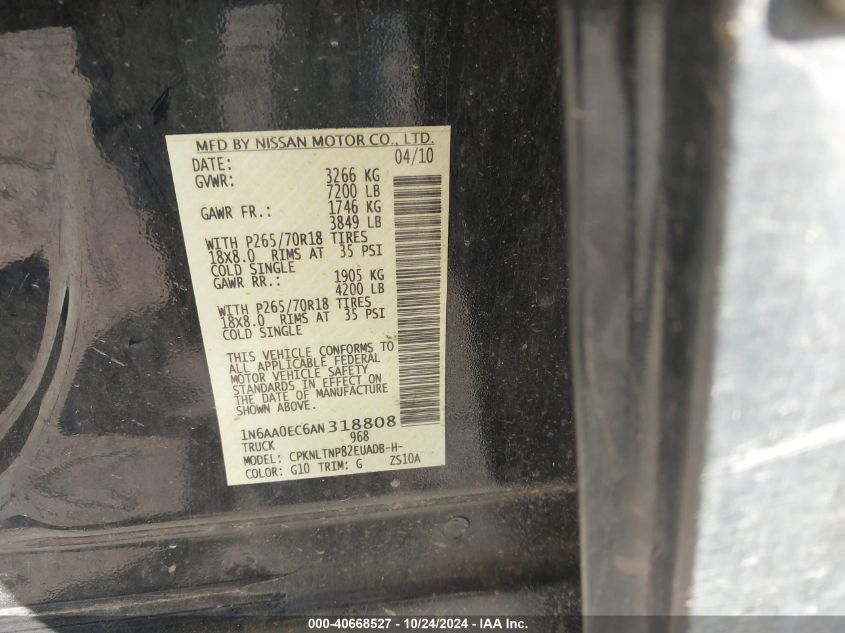 MFD BY NISSAN MOTOR CO., LTD.
DATE: 04/10
GVWR: 3266 KG
7200 LB
GAWR FR.: 1746 KG
3849 LB
WITH P265/70R18 TIRES
18X8.0 RIMS AT 35 PSI
COLD SINGLE
GAWR RR.: 1905 KG
4200 LB
WITH P265/70R18 TIRES
18X8.0 RIMS AT 35 PSI
COLD SINGLE
THIS VEHICLE CONFORMS TO
ALL APPLICABLE FEDERAL
MOTOR VEHICLE SAFETY
STANDARDS IN EFFECT ON
THE DATE OF MANUFACTURE
SHOWN ABOVE.
1N6AA0EC6AN318808
TRUCK 968
MODEL: CPKNLTNP82EUADB-H-
COLOR: G10 TRIM: G ZS10A
000-40668527 - 10/24/2024 - IAA Inc.